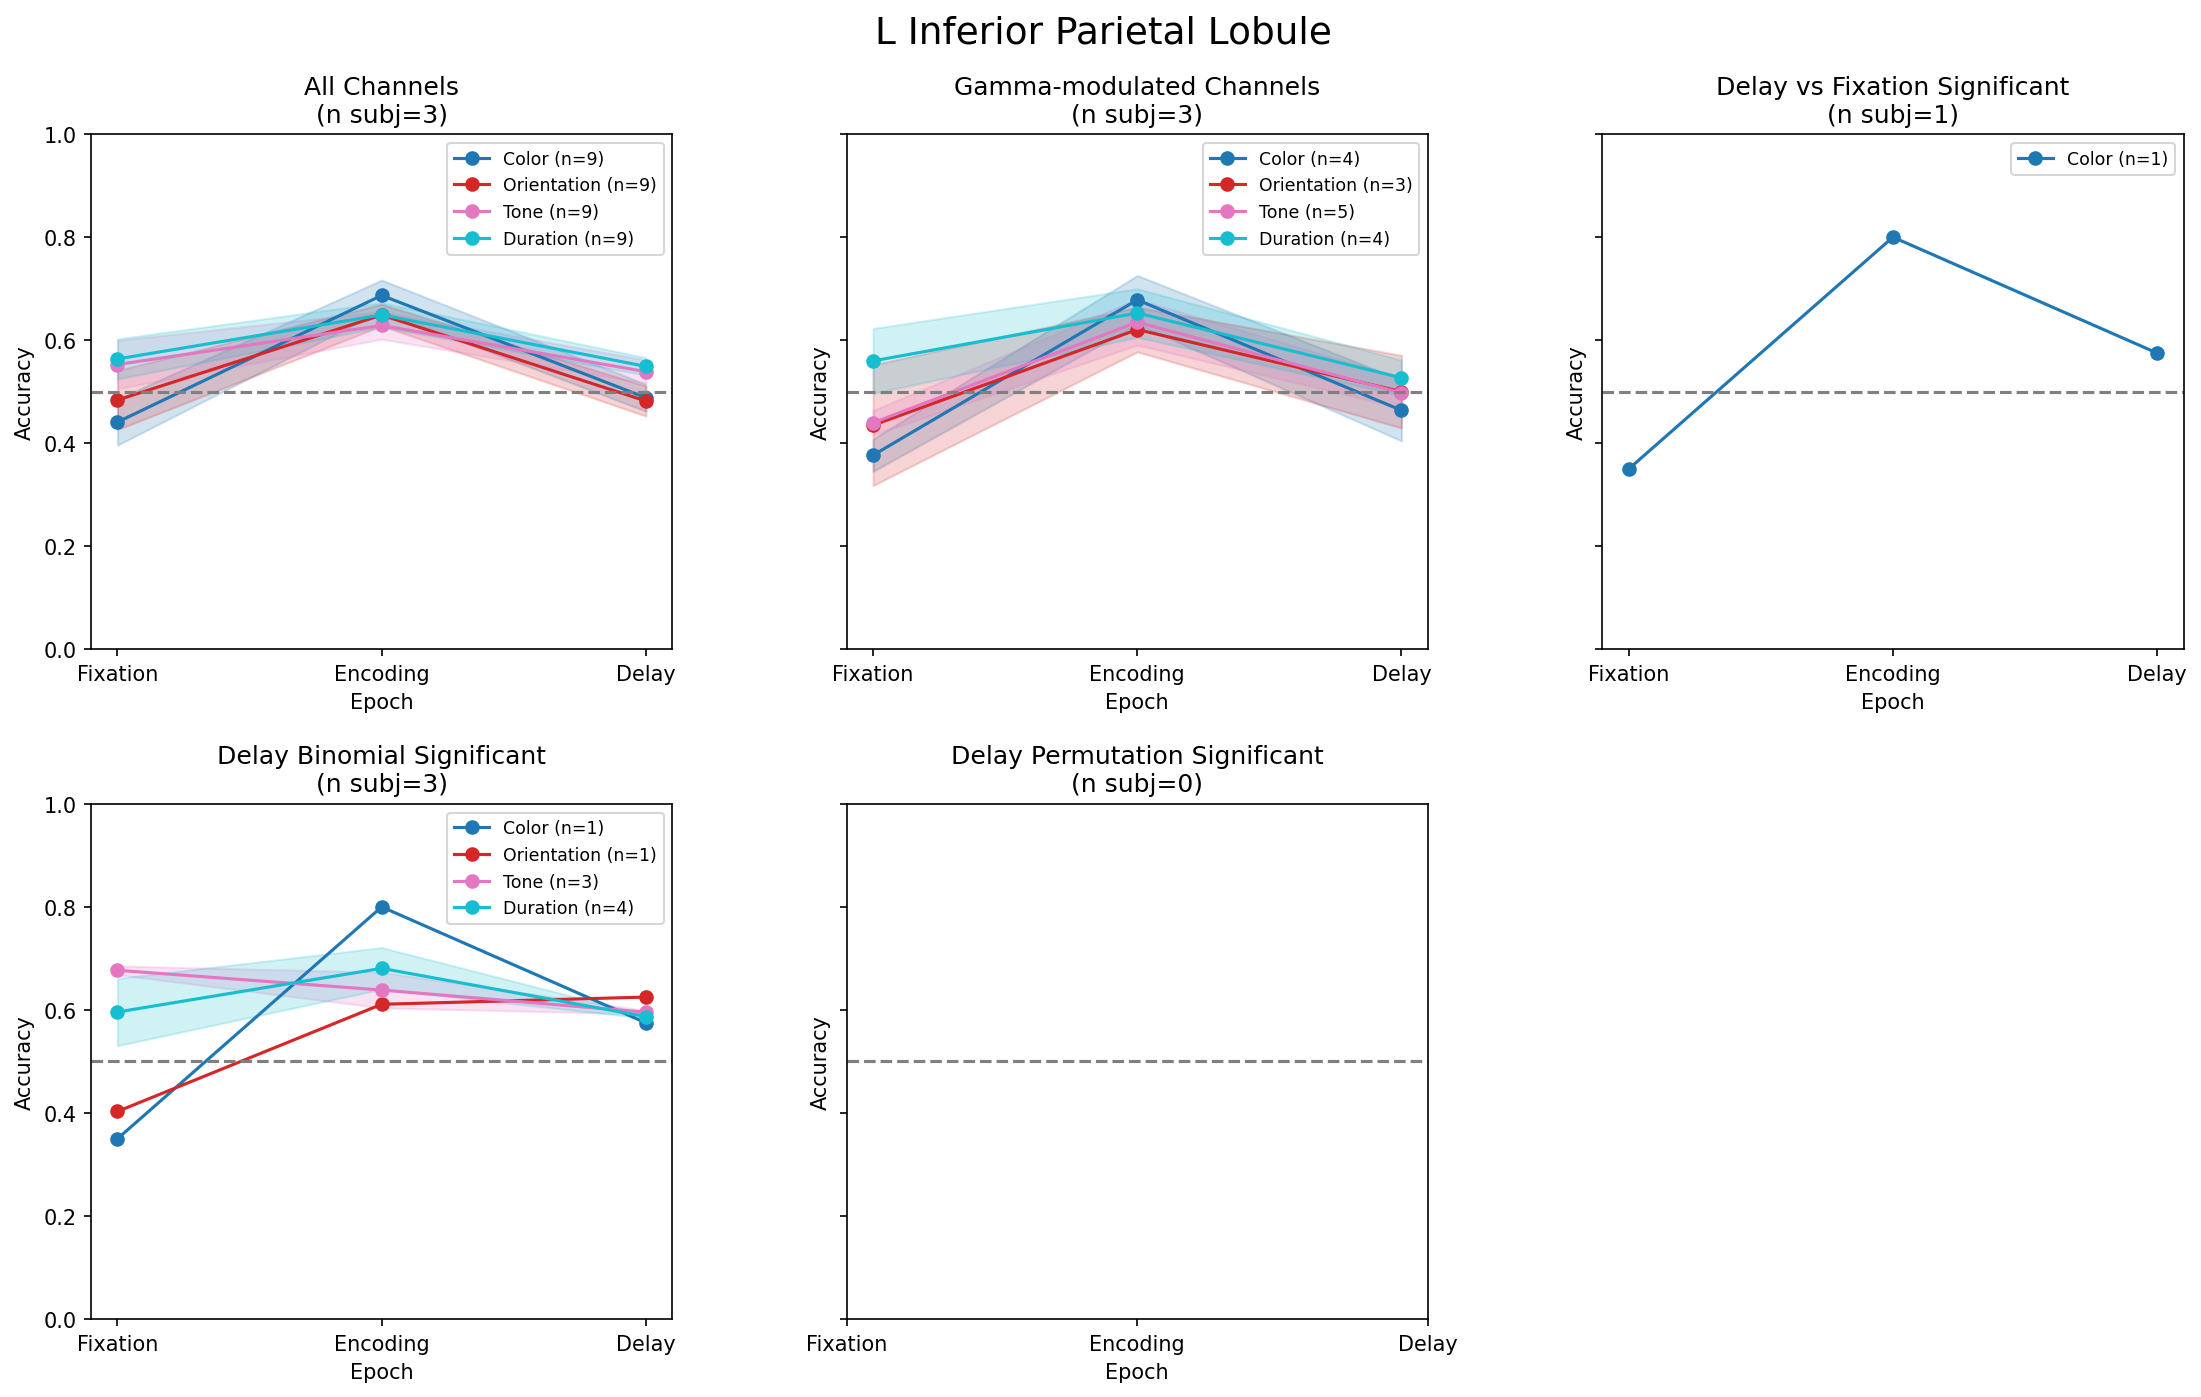 L Inferior Parietal Lobule
All Channels
(n subj=3)
1.0
0.8
0.6
0.4
0.2
0.0
Accuracy
Color (n=9)
Orientation (n=9)
Tone (n=9)
Duration (n=9)
Fixation
Encoding
Delay
Epoch
Gamma-modulated Channels
(n subj=3)
Accuracy
Color (n=4)
Orientation (n=3)
Tone (n=5)
Duration (n=4)
Fixation
Encoding
Delay
Epoch
Delay vs Fixation Significant
(n subj=1)
Accuracy
Color (n=1)
Fixation
Encoding
Delay
Epoch
Delay Binomial Significant
(n subj=3)
1.0
0.8
0.6
0.4
0.2
0.0
Accuracy
Color (n=1)
Orientation (n=1)
Tone (n=3)
Duration (n=4)
Fixation
Encoding
Delay
Epoch
Delay Permutation Significant
(n subj=0)
Accuracy
Fixation
Encoding
Delay
Epoch